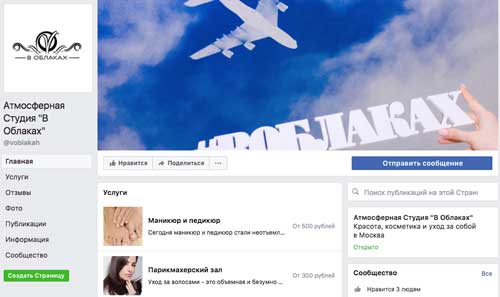 В ОБЛАКАХ
Атмосферная
Студия "В
Облаках"
@voblakah
Главная
Услуги
Отзывы
Фото
Публикации
Информация
Сообщество
Создать Страницу
#ВОБЛАКАХ
Нравится
Поделиться
Отправить сообщение
Услуги
Маникюр и педикюр
От 500 рублей
Сегодня маникюр и педикюр стали неотъемл...
Парикмахерский зал
От 300 рублей
Уход за волосами - это объемная и безумно ...
Поиск публикаций на этой Стран
Атмосферная Студия "В Облаках"
Красота, косметика и уход за собой
в Москва
Открыто
Сообщество
Все
Нравится 3 людям